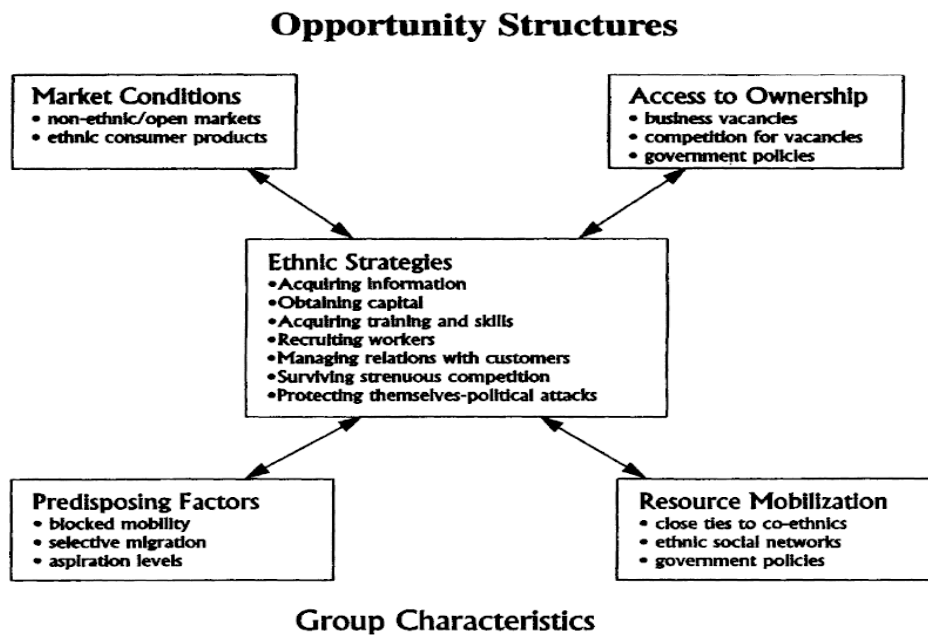 Opportunity Structures
Market Conditions
• non-ethnic/open markets
• ethnic consumer products
Access to Ownership
• business vacancies
• competition for vacancies
• government policies
Ethnic Strategies
•Acquiring information
•Obtaining capital
•Acquiring training and skills
•Recruiting workers
•Managing relations with customers
•Surviving strenuous competition
•Protecting themselves-political attacks
Predisposing Factors
• blocked mobility
• selective migration
• aspiration levels
Resource Mobilization
• close ties to co-ethnics
• ethnic social networks
• government policies
Group Characteristics